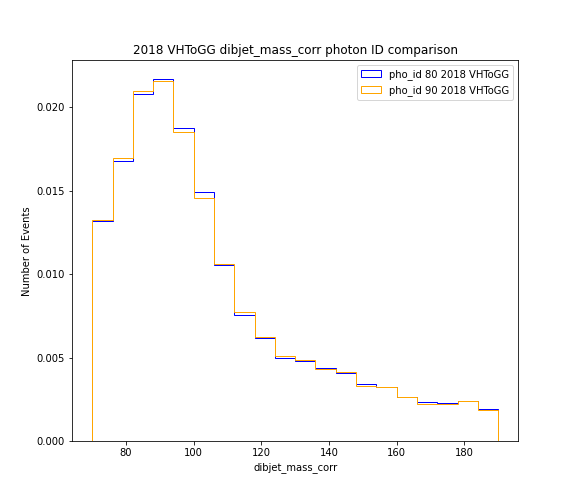 2018 VHToGG dibjet_mass_corr photon ID comparison
pho_id 80 2018 VHToGG
pho_id 90 2018 VHToGG
Number of Events
0.020
0.015
0.010
0.005
0.000
80 100 120 140 160 180
dibjet_mass_corr